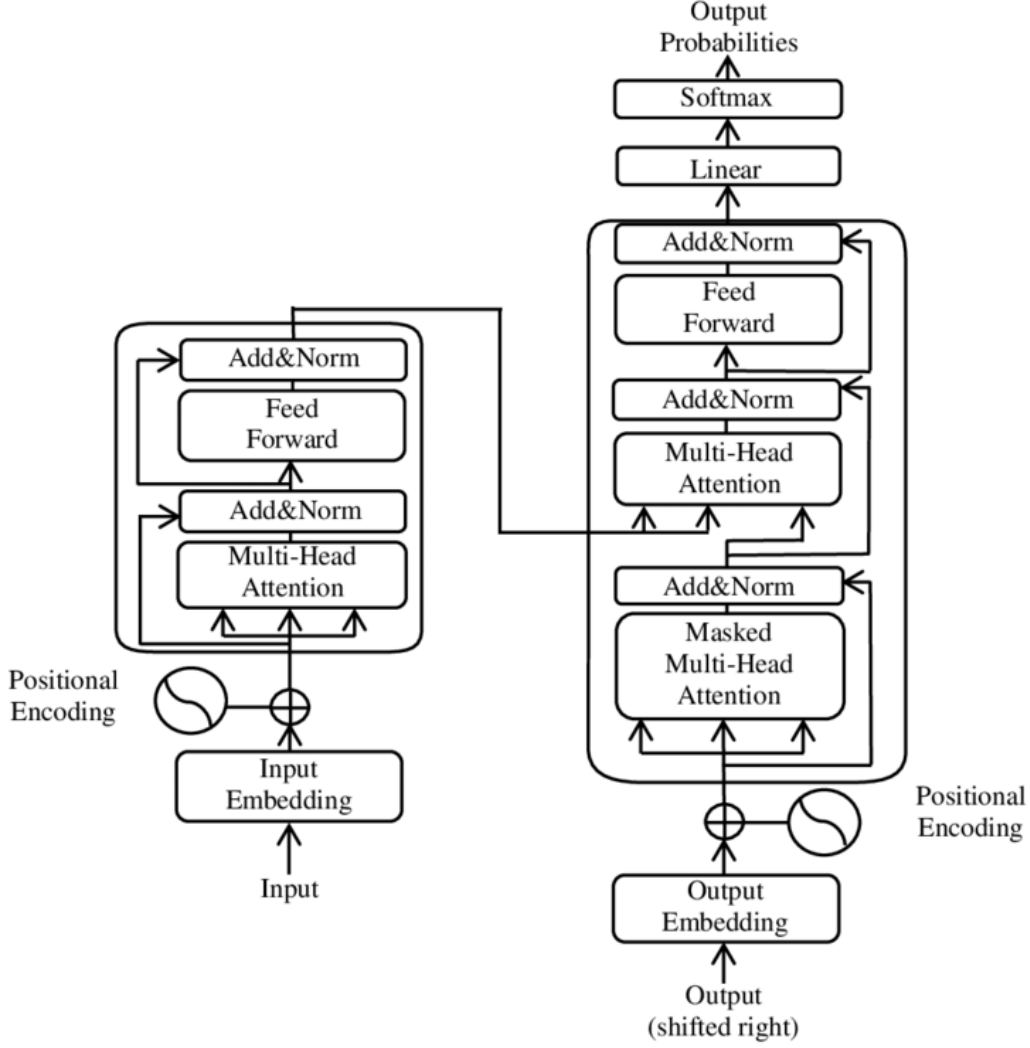 Output
Probabilities
Softmax
Linear
Add&Norm
Feed
Forward
Add&Norm
Multi-Head
Attention
Add&Norm
Masked
Multi-Head
Attention
Positional
Encoding
Output
Embedding
Output
(shifted right)
Add&Norm
Feed
Forward
Add&Norm
Multi-Head
Attention
Positional
Encoding
Input
Embedding
Input